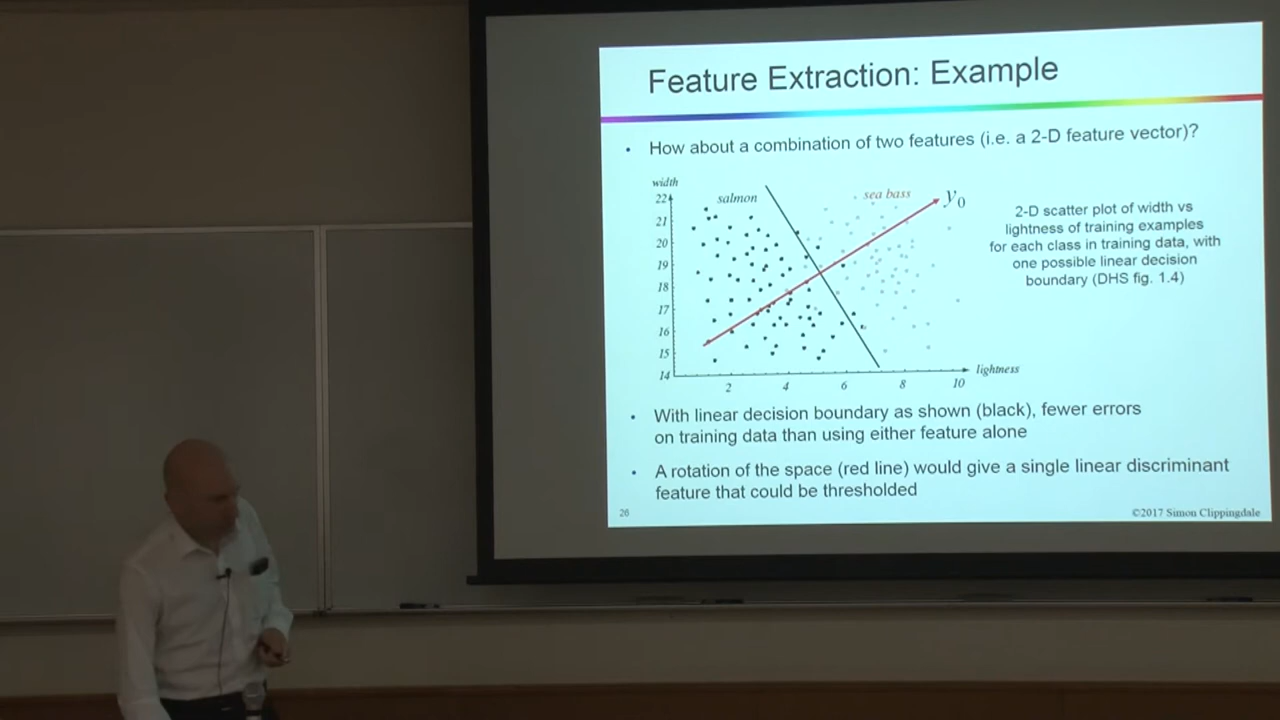 Feature Extraction: Example
• How about a combination of two features (i.e. a 2-D feature vector)?
width
22
21
20
19
18
17
16
15
14
salmon
sea bass
y0
2
4
6
8
10
lightness
2-D scatter plot of width vs
lightness of training examples
for each class in training data, with
one possible linear decision
boundary (DHS fig. 1.4)
• With linear decision boundary as shown (black), fewer errors
on training data than using either feature alone
• A rotation of the space (red line) would give a single linear discriminant
feature that could be thresholded
26
©2017 Simon Clippingdale